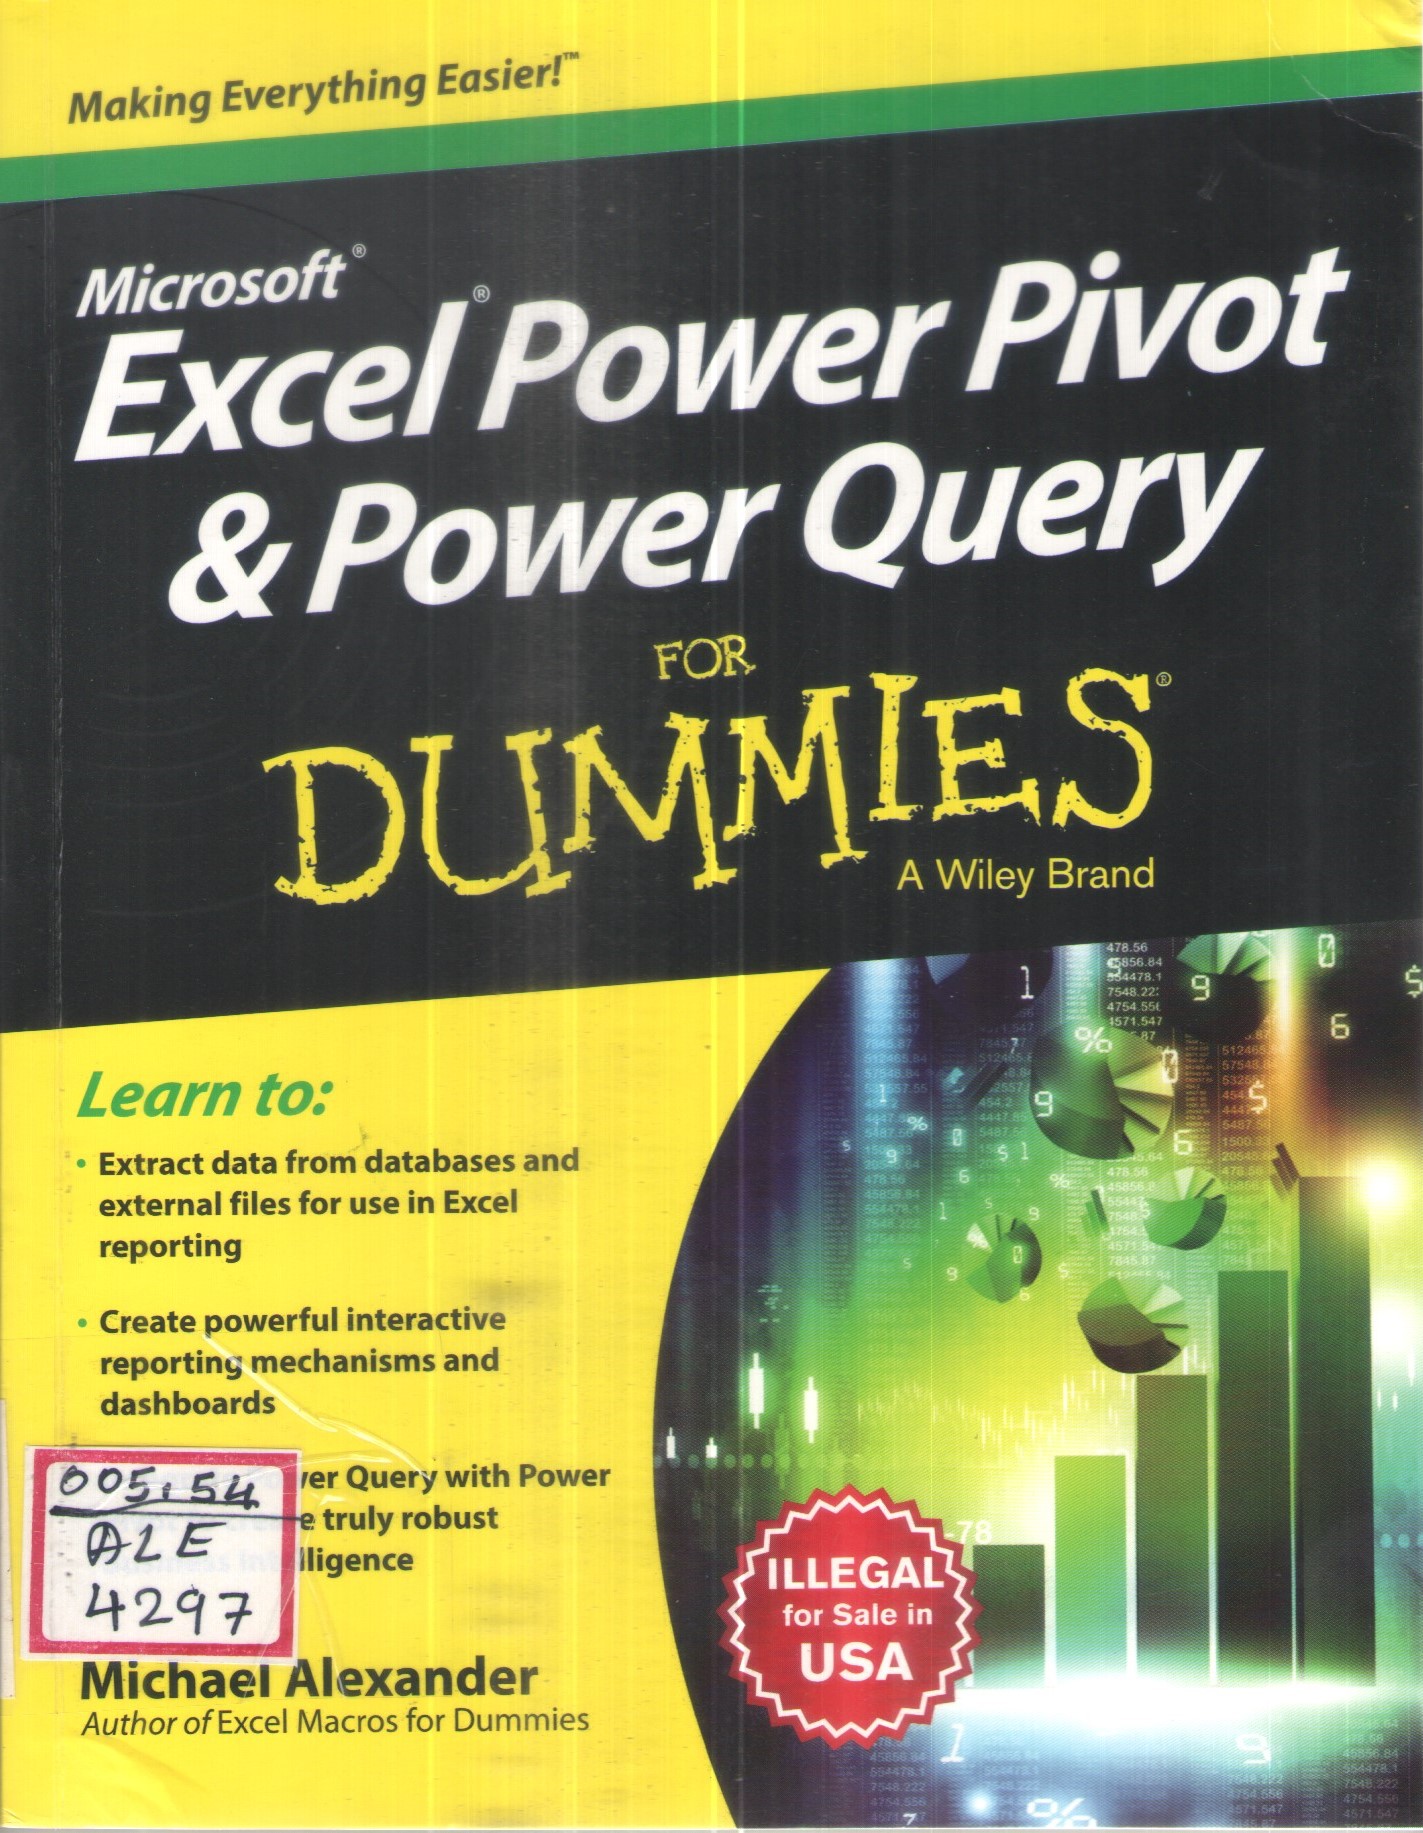 Making Everything Easier!™
Microsoft®
Excel® Power Pivot
& Power Query
FOR
DUMMIES®
A Wiley Brand
Learn to:
• Extract data from databases and
external files for use in Excel
reporting
• Create powerful interactive
reporting mechanisms and
dashboards
Query with Power
truly robust
005.54
ALE
4297
ILLEGAL
for Sale in
USA
Michael Alexander
Author of Excel Macros for Dummies